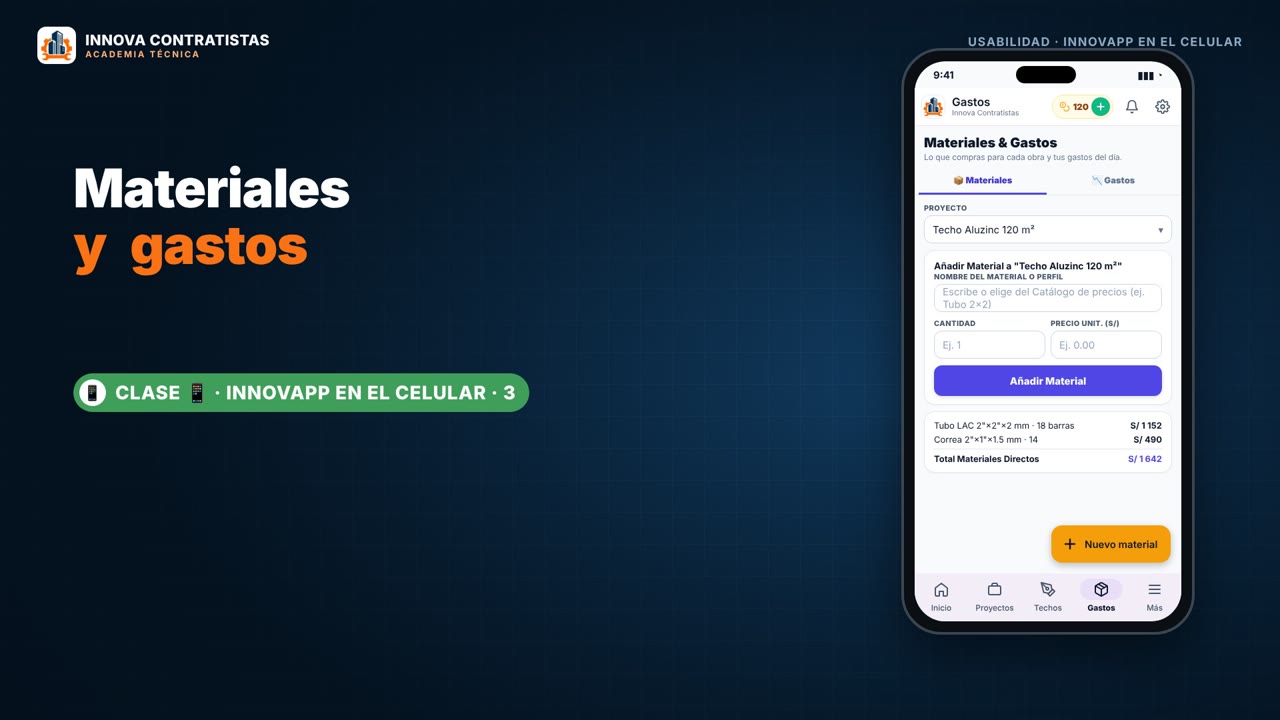 INNOVA CONTRATISTAS
ACADEMIA TÉCNICA
USABILIDAD · INNOVAPP EN EL CELULAR
Materiales
y gastos
CLASE 📱 · INNOVAPP EN EL CELULAR · 3
9:41
Gastos
Innova Contratistas
120
Materiales & Gastos
Lo que compras para cada obra y tus gastos del día.
📦 Materiales
📉 Gastos
PROYECTO
Techo Aluzinc 120 m²
Añadir Material a "Techo Aluzinc 120 m²"
NOMBRE DEL MATERIAL O PERFIL
Escribe o elige del Catálogo de precios (ej.
Tubo 2×2)
CANTIDAD
PRECIO UNIT. (S/)
Ej. 1
Ej. 0.00
Añadir Material
Tubo LAC 2"×2"×2 mm · 18 barras S/ 1 152
Correa 2"×1"×1.5 mm · 14 S/ 490
Total Materiales Directos S/ 1 642
+ Nuevo material
Inicio
Proyectos
Techos
Gastos
Más